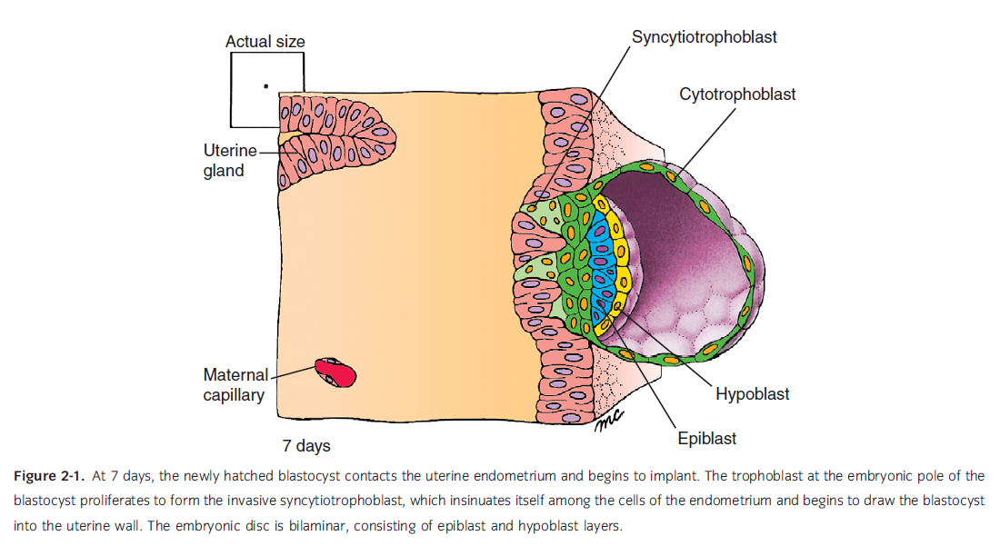 Actual size
Syncytiotrophoblast
Cytotrophoblast
Uterine
gland
Maternal
capillary
Hypoblast
Epiblast
mc
7 days
Figure 2-1. At 7 days, the newly hatched blastocyst contacts the uterine endometrium and begins to implant. The trophoblast at the embryonic pole of the
blastocyst proliferates to form the invasive syncytiotrophoblast, which insinuates itself among the cells of the endometrium and begins to draw the blastocyst
into the uterine wall. The embryonic disc is bilaminar, consisting of epiblast and hypoblast layers.